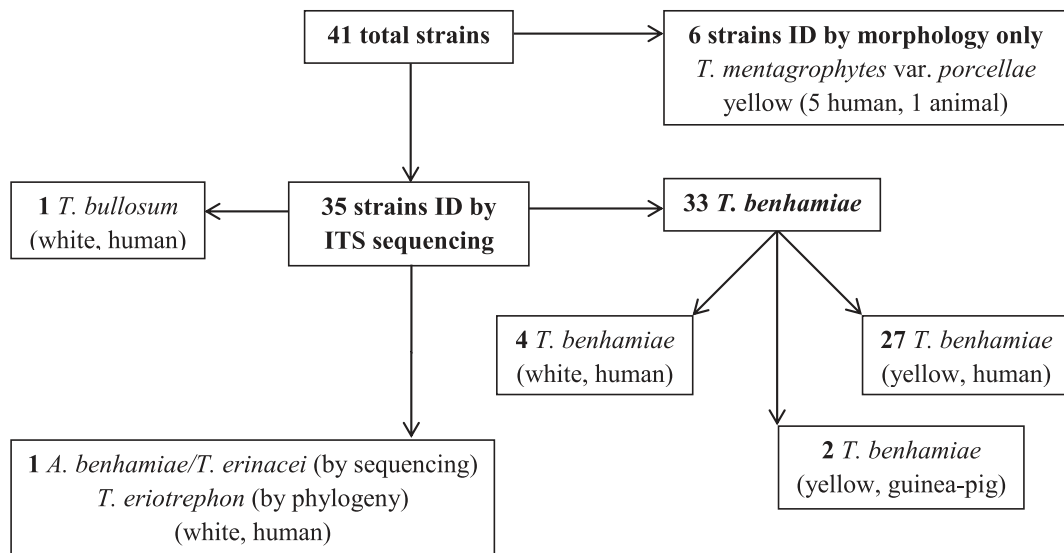 41 total strains
6 strains ID by morphology only
T. mentagrophytes var. porcellae
yellow (5 human, 1 animal)
1 T. bullosum
(white, human)
35 strains ID by
ITS sequencing
33 T. benhamiae
4 T. benhamiae
(white, human)
27 T. benhamiae
(yellow, human)
1 A. benhamiae/T. erinacei (by sequencing)
T. eriotrephon (by phylogeny)
(white, human)
2 T. benhamiae
(yellow, guinea-pig)